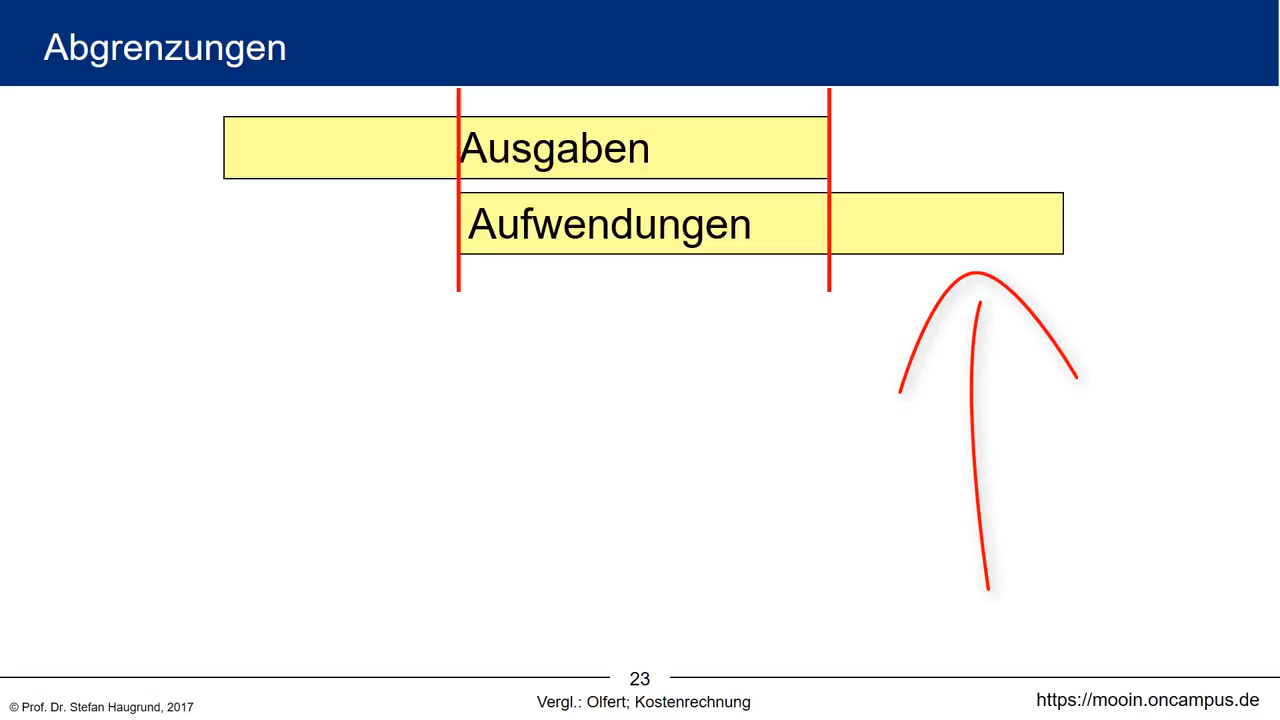 Abgrenzungen
Ausgaben
Aufwendungen
23
© Prof. Dr. Stefan Haugrund, 2017
Vergl.: Olfert; Kostenrechnung
https://mooin.oncampus.de